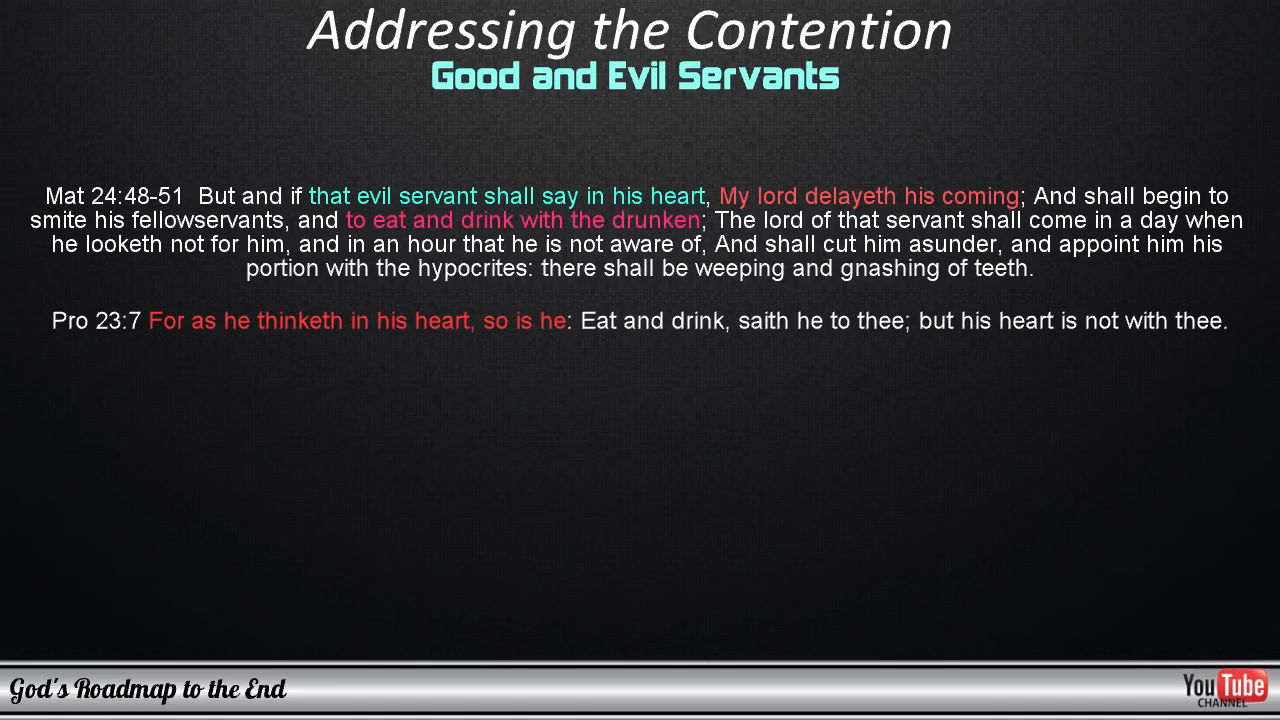 Addressing the Contention
Good and Evil Servants
Mat 24:48-51  But and if that evil servant shall say in his heart, My lord delayeth his coming; And shall begin to
smite his fellowservants, and to eat and drink with the drunken; The lord of that servant shall come in a day when
he looketh not for him, and in an hour that he is not aware of, And shall cut him asunder, and appoint him his
portion with the hypocrites: there shall be weeping and gnashing of teeth.
Pro 23:7 For as he thinketh in his heart, so is he: Eat and drink, saith he to thee; but his heart is not with thee.
God's Roadmap to the End
YouTube
CHANNEL